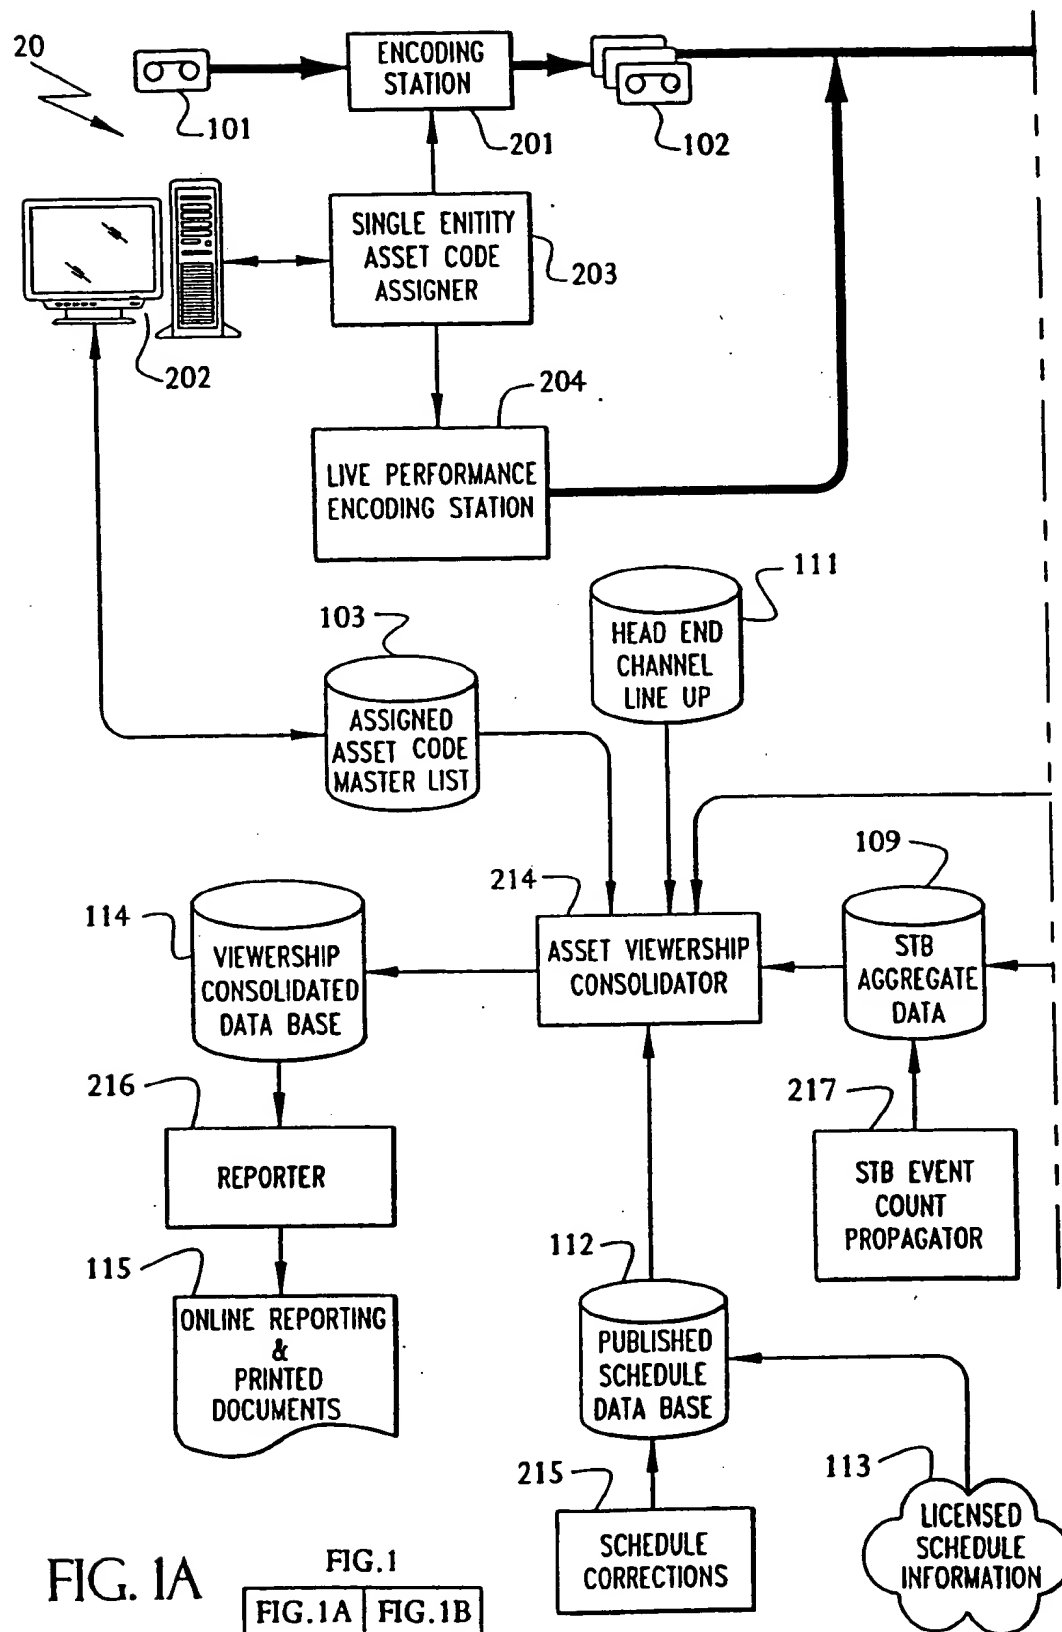 20
101
ENCODING
STATION
201
102
SINGLE ENITITY
ASSET CODE
ASSIGNER
203
202
204
LIVE PERFORMANCE
ENCODING STATION
111
HEAD END
CHANNEL
LINE UP
103
ASSIGNED
ASSET CODE
MASTER LIST
109
STB
AGGREGATE
DATA
214
ASSET VIEWERSHIP
CONSOLIDATOR
114
VIEWERSHIP
CONSOLIDATED
DATA BASE
216
REPORTER
217
STB EVENT
COUNT
PROPAGATOR
115
ONLINE REPORTING
&
PRINTED
DOCUMENTS
112
PUBLISHED
SCHEDULE
DATA BASE
215
SCHEDULE
CORRECTIONS
113
LICENSED
SCHEDULE
INFORMATION
FIG. 1A
FIG.1
FIG.1A FIG.1B